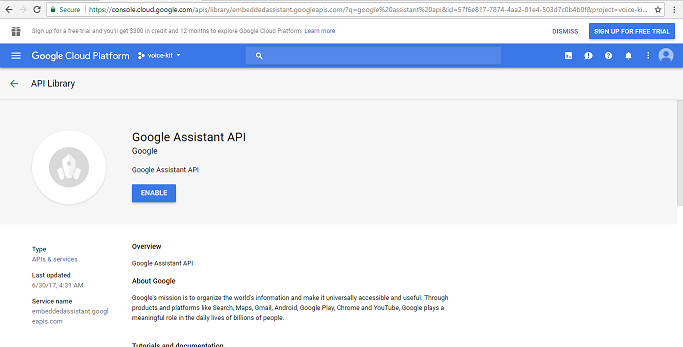 Secure https://console.cloud.google.com/apis/library/embeddedassistant.googleapis.com/?q=google%20assistant%20api&id=57f6e817-7874-4aa2-81e4-503d7c0b4b0f&project=voice-ki...
Sign up for a free trial and you'll get $300 in credit and 12 months to explore Google Cloud Platform. Learn more DISMISS SIGN UP FOR FREE TRIAL
Google Cloud Platform voice-kit
API Library
Google Assistant API
Google
Google Assistant API
ENABLE
Type
APIs & services
Last updated
6/30/17, 4:31 AM
Service name
embeddedassistant.googl
eapis.com
Overview
Google Assistant API
About Google
Google's mission is to organize the world's information and make it universally accessible and useful. Through
products and platforms like Search, Maps, Gmail, Android, Google Play, Chrome and YouTube, Google plays a
meaningful role in the daily lives of billions of people.
Tutorials and documentation